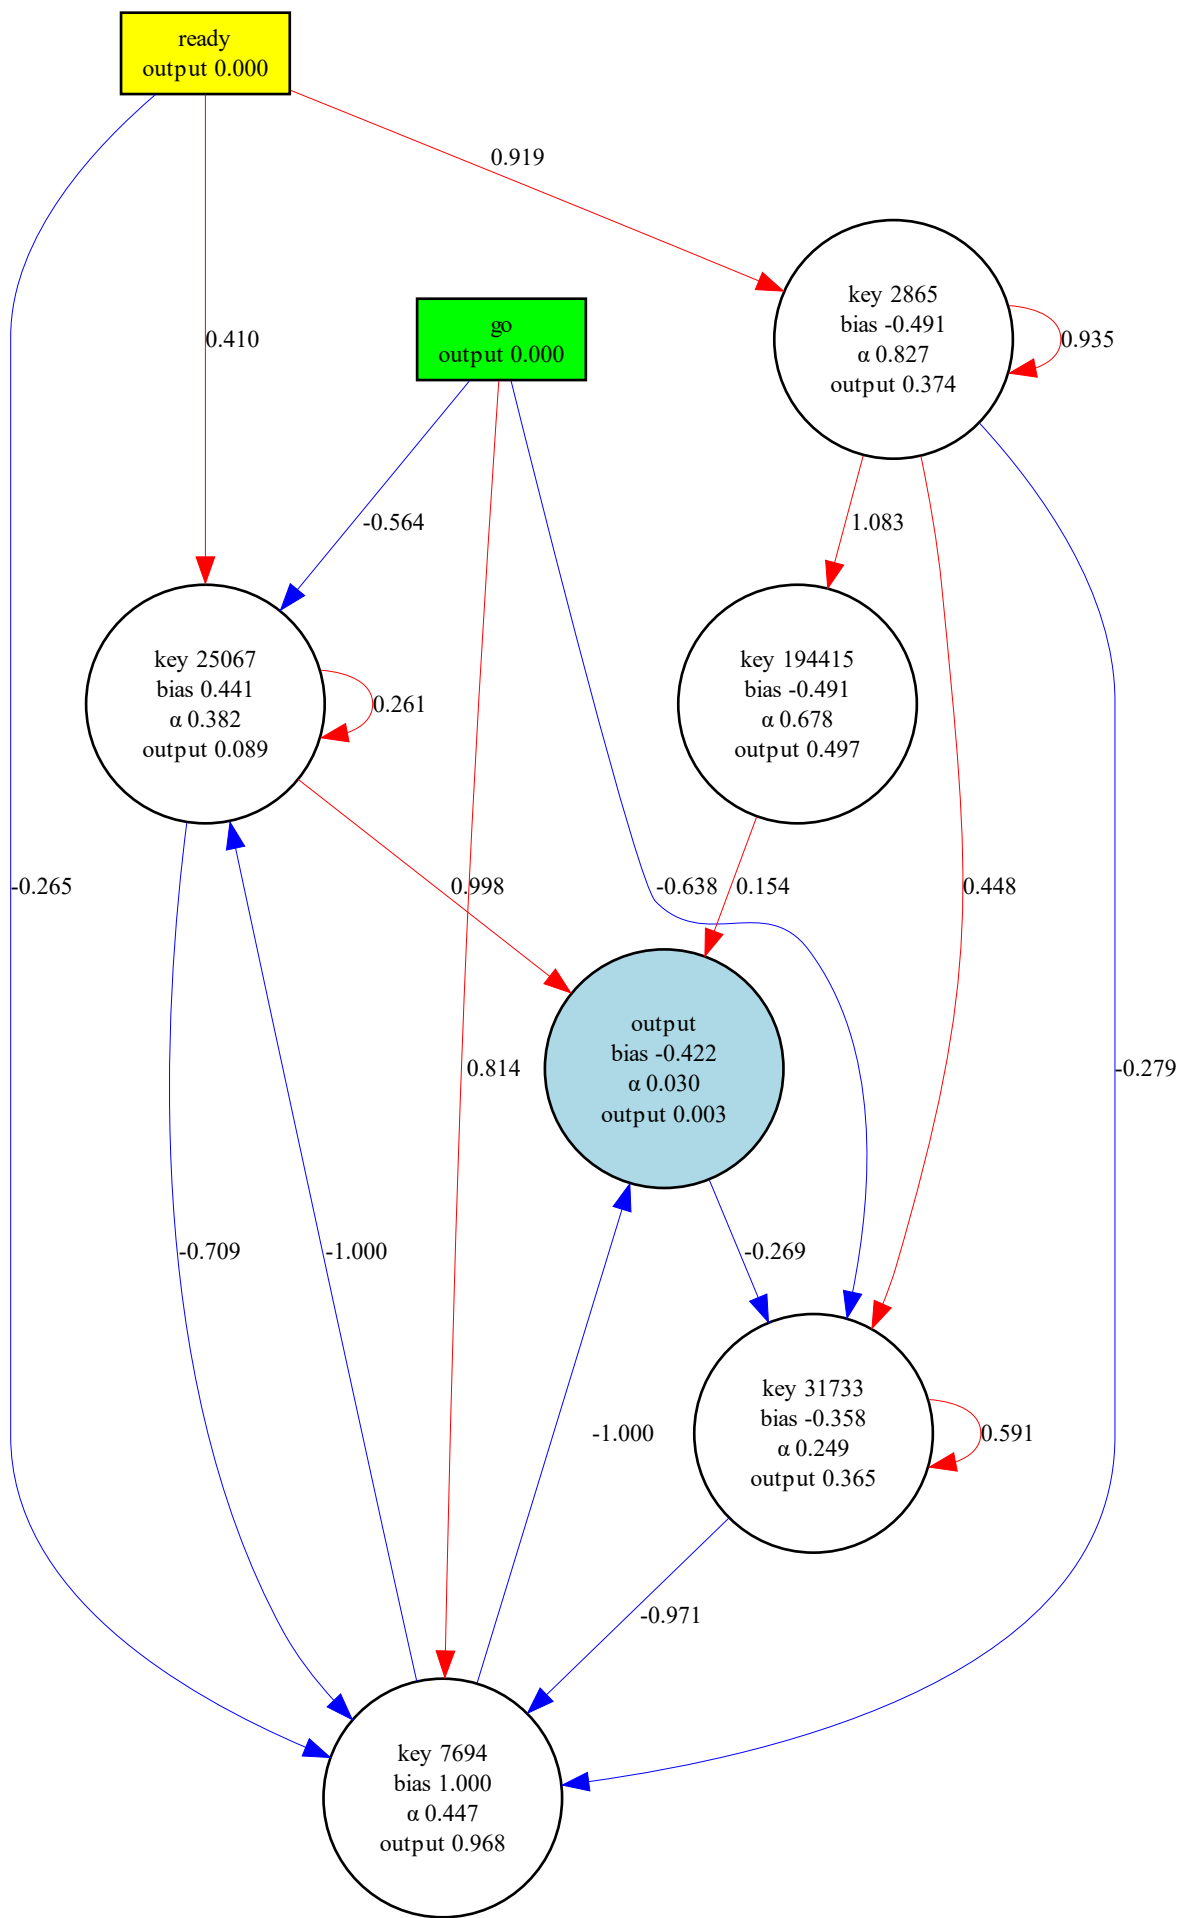 ready
output 0.000
0.919
key 2865
bias -0.491
α 0.827
output 0.374
0.935
go
output 0.000
0.410
-0.564
1.083
key 25067
bias 0.441
α 0.382
output 0.089
0.261
key 194415
bias -0.491
α 0.678
output 0.497
-0.265
0.998
-0.638
0.154
0.448
output
bias -0.422
α 0.030
output 0.003
0.814
-0.279
-0.709
-1.000
-0.269
key 31733
bias -0.358
α 0.249
output 0.365
-1.000
0.591
-0.971
key 7694
bias 1.000
α 0.447
output 0.968